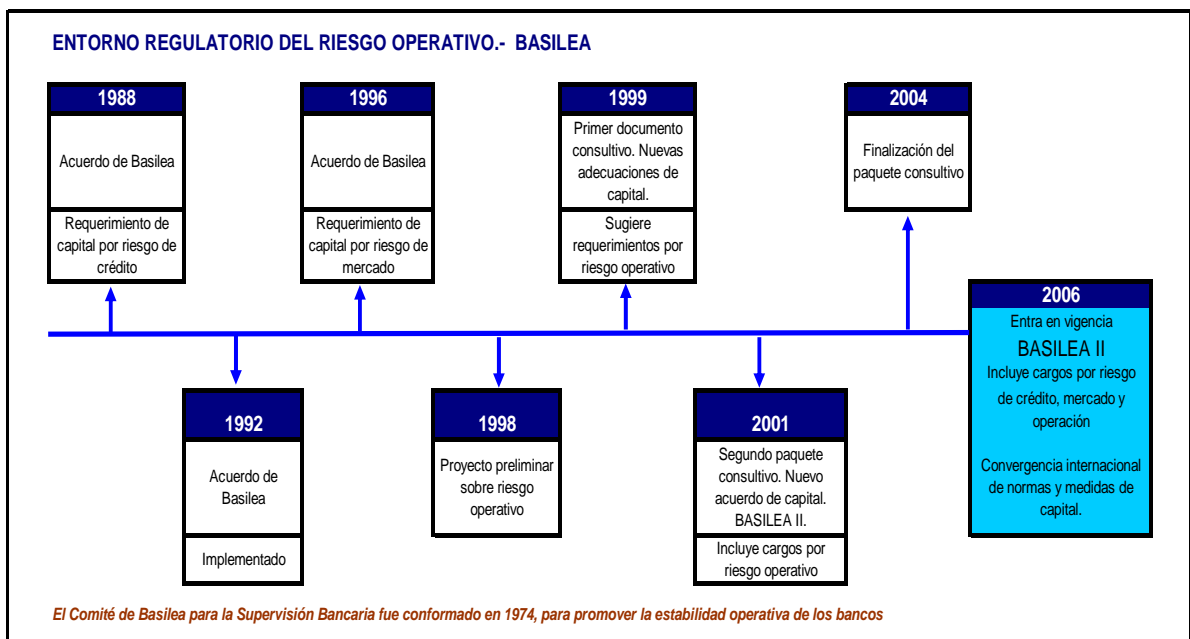 ENTORNO REGULATORIO DEL RIESGO OPERATIVO.- BASILEA
1988
Acuerdo de Basilea
Requerimiento de
capital por riesgo de
crédito
1996
Acuerdo de Basilea
Requerimiento de
capital por riesgo de
mercado
1999
Primer documento
consultivo. Nuevas
adecuaciones de
capital.
Sugiere
requerimientos por
riesgo operativo
2004
Finalización del
paquete consultivo
2006
Entra en vigencia
BASILEA II
Incluye cargos por riesgo
de crédito, mercado y
operación
Convergencia internacional
de normas y medidas de
capital.
1992
Acuerdo de
Basilea
Implementado
1998
Proyecto preliminar
sobre riesgo
operativo
2001
Segundo paquete
consultivo. Nuevo
acuerdo de capital.
BASILEA II.
Incluye cargos por
riesgo operativo
El Comité de Basilea para la Supervisión Bancaria fue conformado en 1974, para promover la estabilidad operativa de los bancos